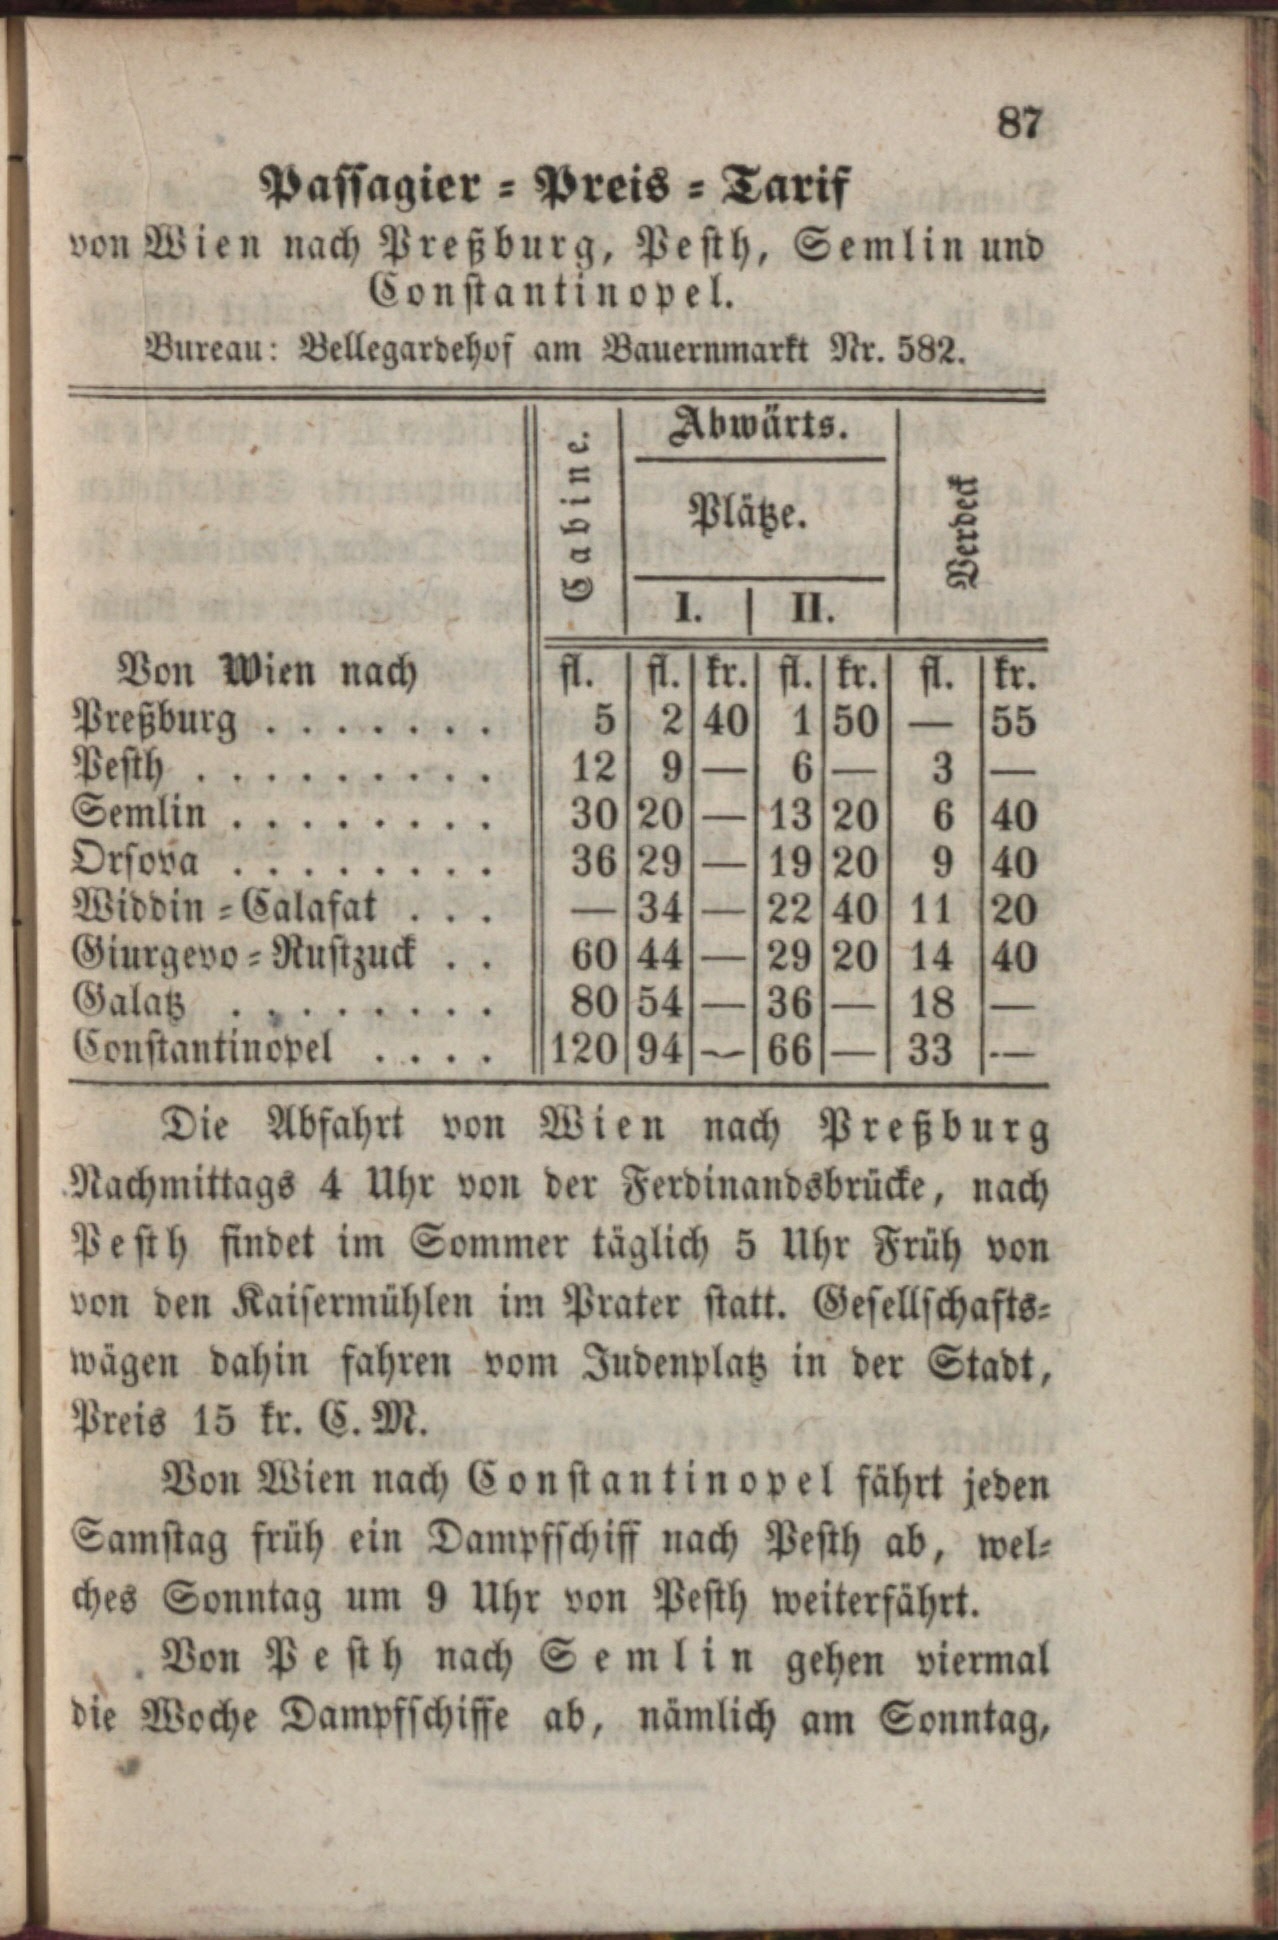 87
Passagier = Preis = Tarif
von Wien nach Preßburg, Pesth, Semlin und
Constantinopel.
Bureau: Bellegardehof am Bauernmarkt Nr. 582.
Cabine. Abwärts. Verdeck
Plätze.
I. II.
Von Wien nach fl. fl. kr. fl. kr. fl. kr.
Preßburg . . . . . . . 5 2 40 1 50 — 55
Pesth . . . . . . . . . 12 9 — 6 — 3 —
Semlin . . . . . . . . 30 20 — 13 20 6 40
Orsova . . . . . . . . 36 29 — 19 20 9 40
Widdin = Calafat . . . — 34 — 22 40 11 20
Giurgevo = Rustzuck . . 60 44 — 29 20 14 40
Galatz . . . . . . . . 80 54 — 36 — 18 —
Constantinopel . . . . 120 94 — 66 — 33 —
Die Abfahrt von Wien nach Preßburg
Nachmittags 4 Uhr von der Ferdinandsbrücke, nach
Pesth findet im Sommer täglich 5 Uhr Früh von
von den Kaisermühlen im Prater statt. Gesellschafts=
wägen dahin fahren vom Judenplatz in der Stadt,
Preis 15 kr. C. M.
Von Wien nach Constantinopel fährt jeden
Samstag früh ein Dampfschiff nach Pesth ab, wel=
ches Sonntag um 9 Uhr von Pesth weiterfährt.
Von Pesth nach Semlin gehen viermal
die Woche Dampfschiffe ab, nämlich am Sonntag,